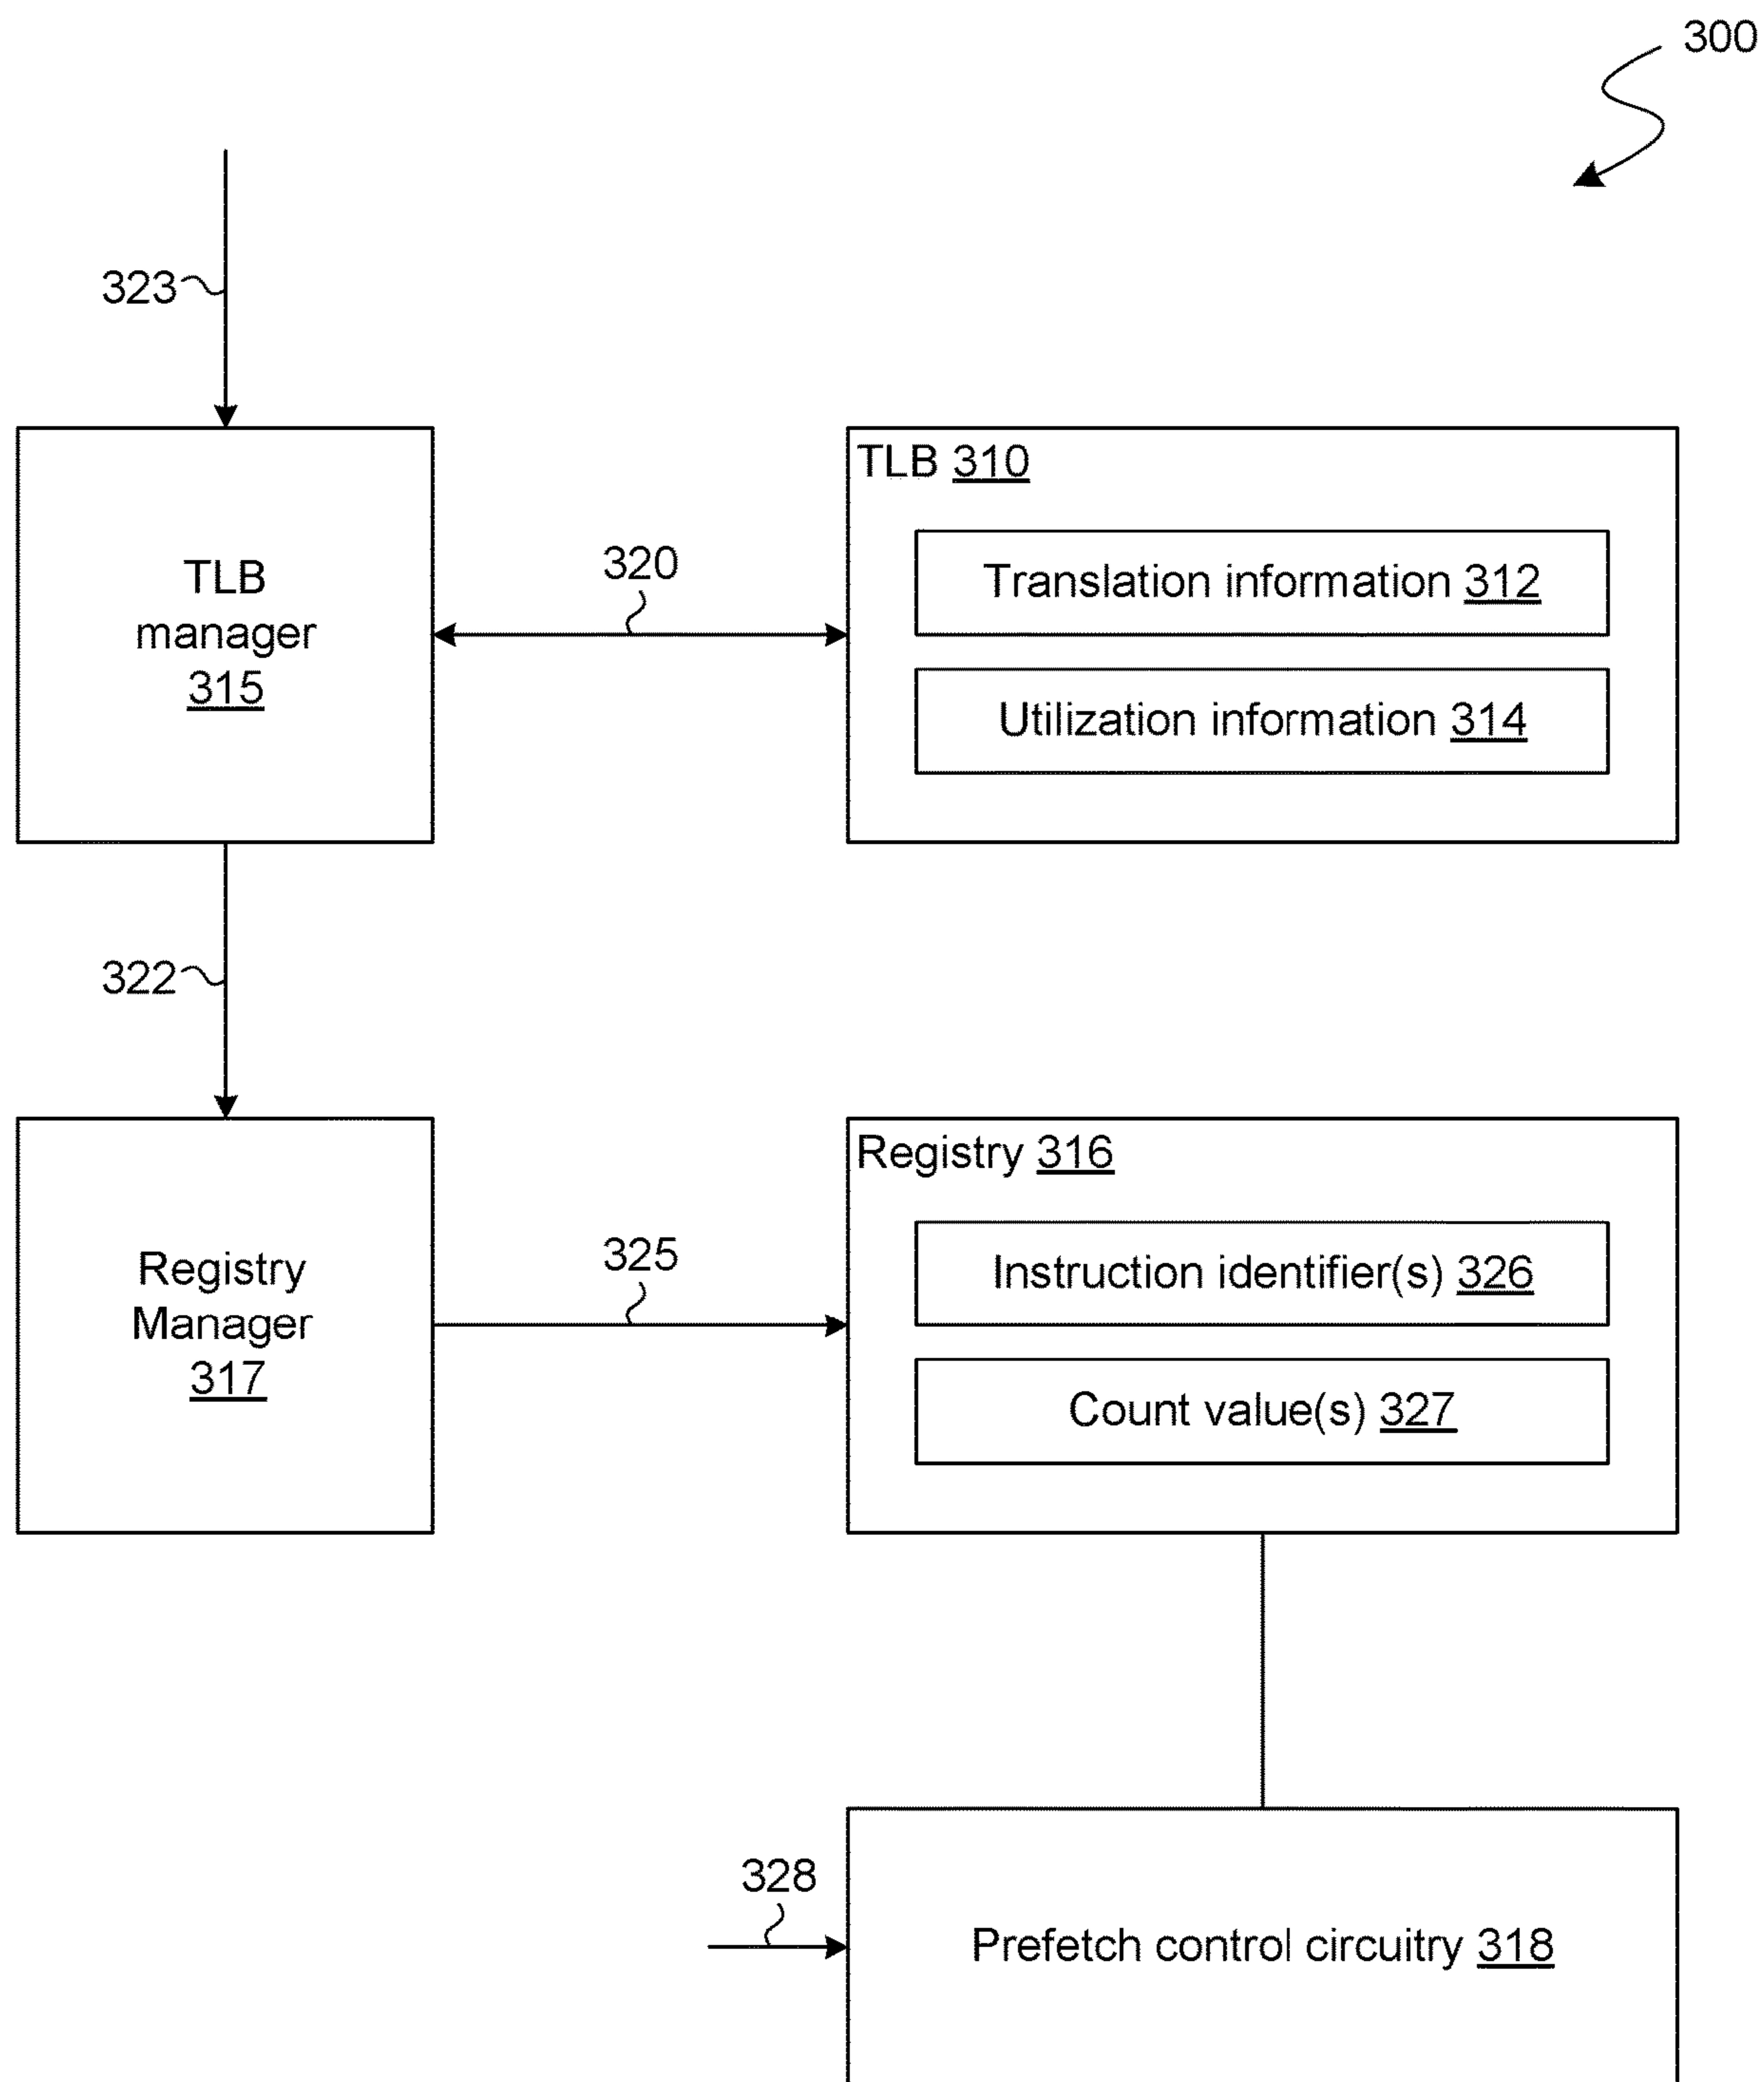 300
323
TLB 310
TLB
manager
315
320
Translation information 312
Utilization information 314
322
Registry 316
Registry
Manager
317
325
Instruction identifier(s) 326
Count value(s) 327
328
Prefetch control circuitry 318